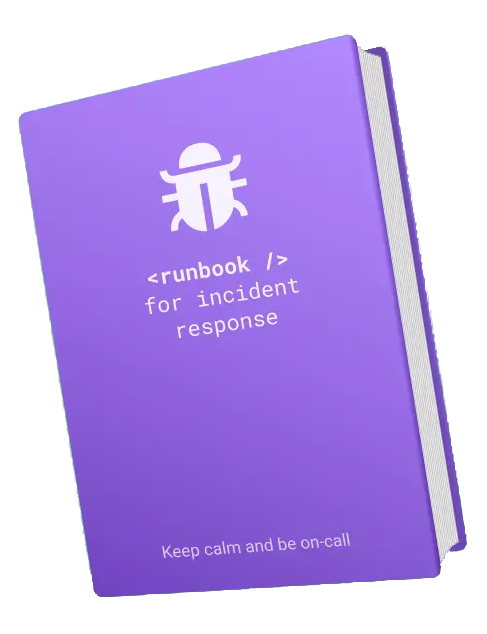 <runbook />
for incident
response
Keep calm and be on-call